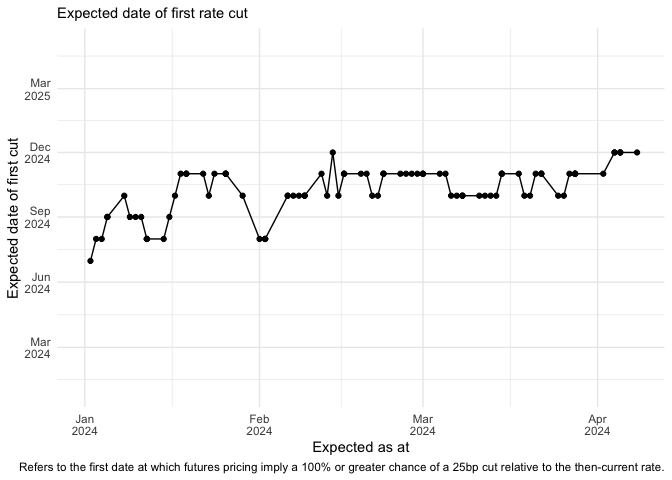 Expected date of first rate cut
Expected date of first cut
Mar
2025
Dec
2024
Sep
2024
Jun
2024
Mar
2024
Jan
2024
Feb
2024
Mar
2024
Apr
2024
Expected as at
Refers to the first date at which futures pricing imply a 100% or greater chance of a 25bp cut relative to the then-current rate.